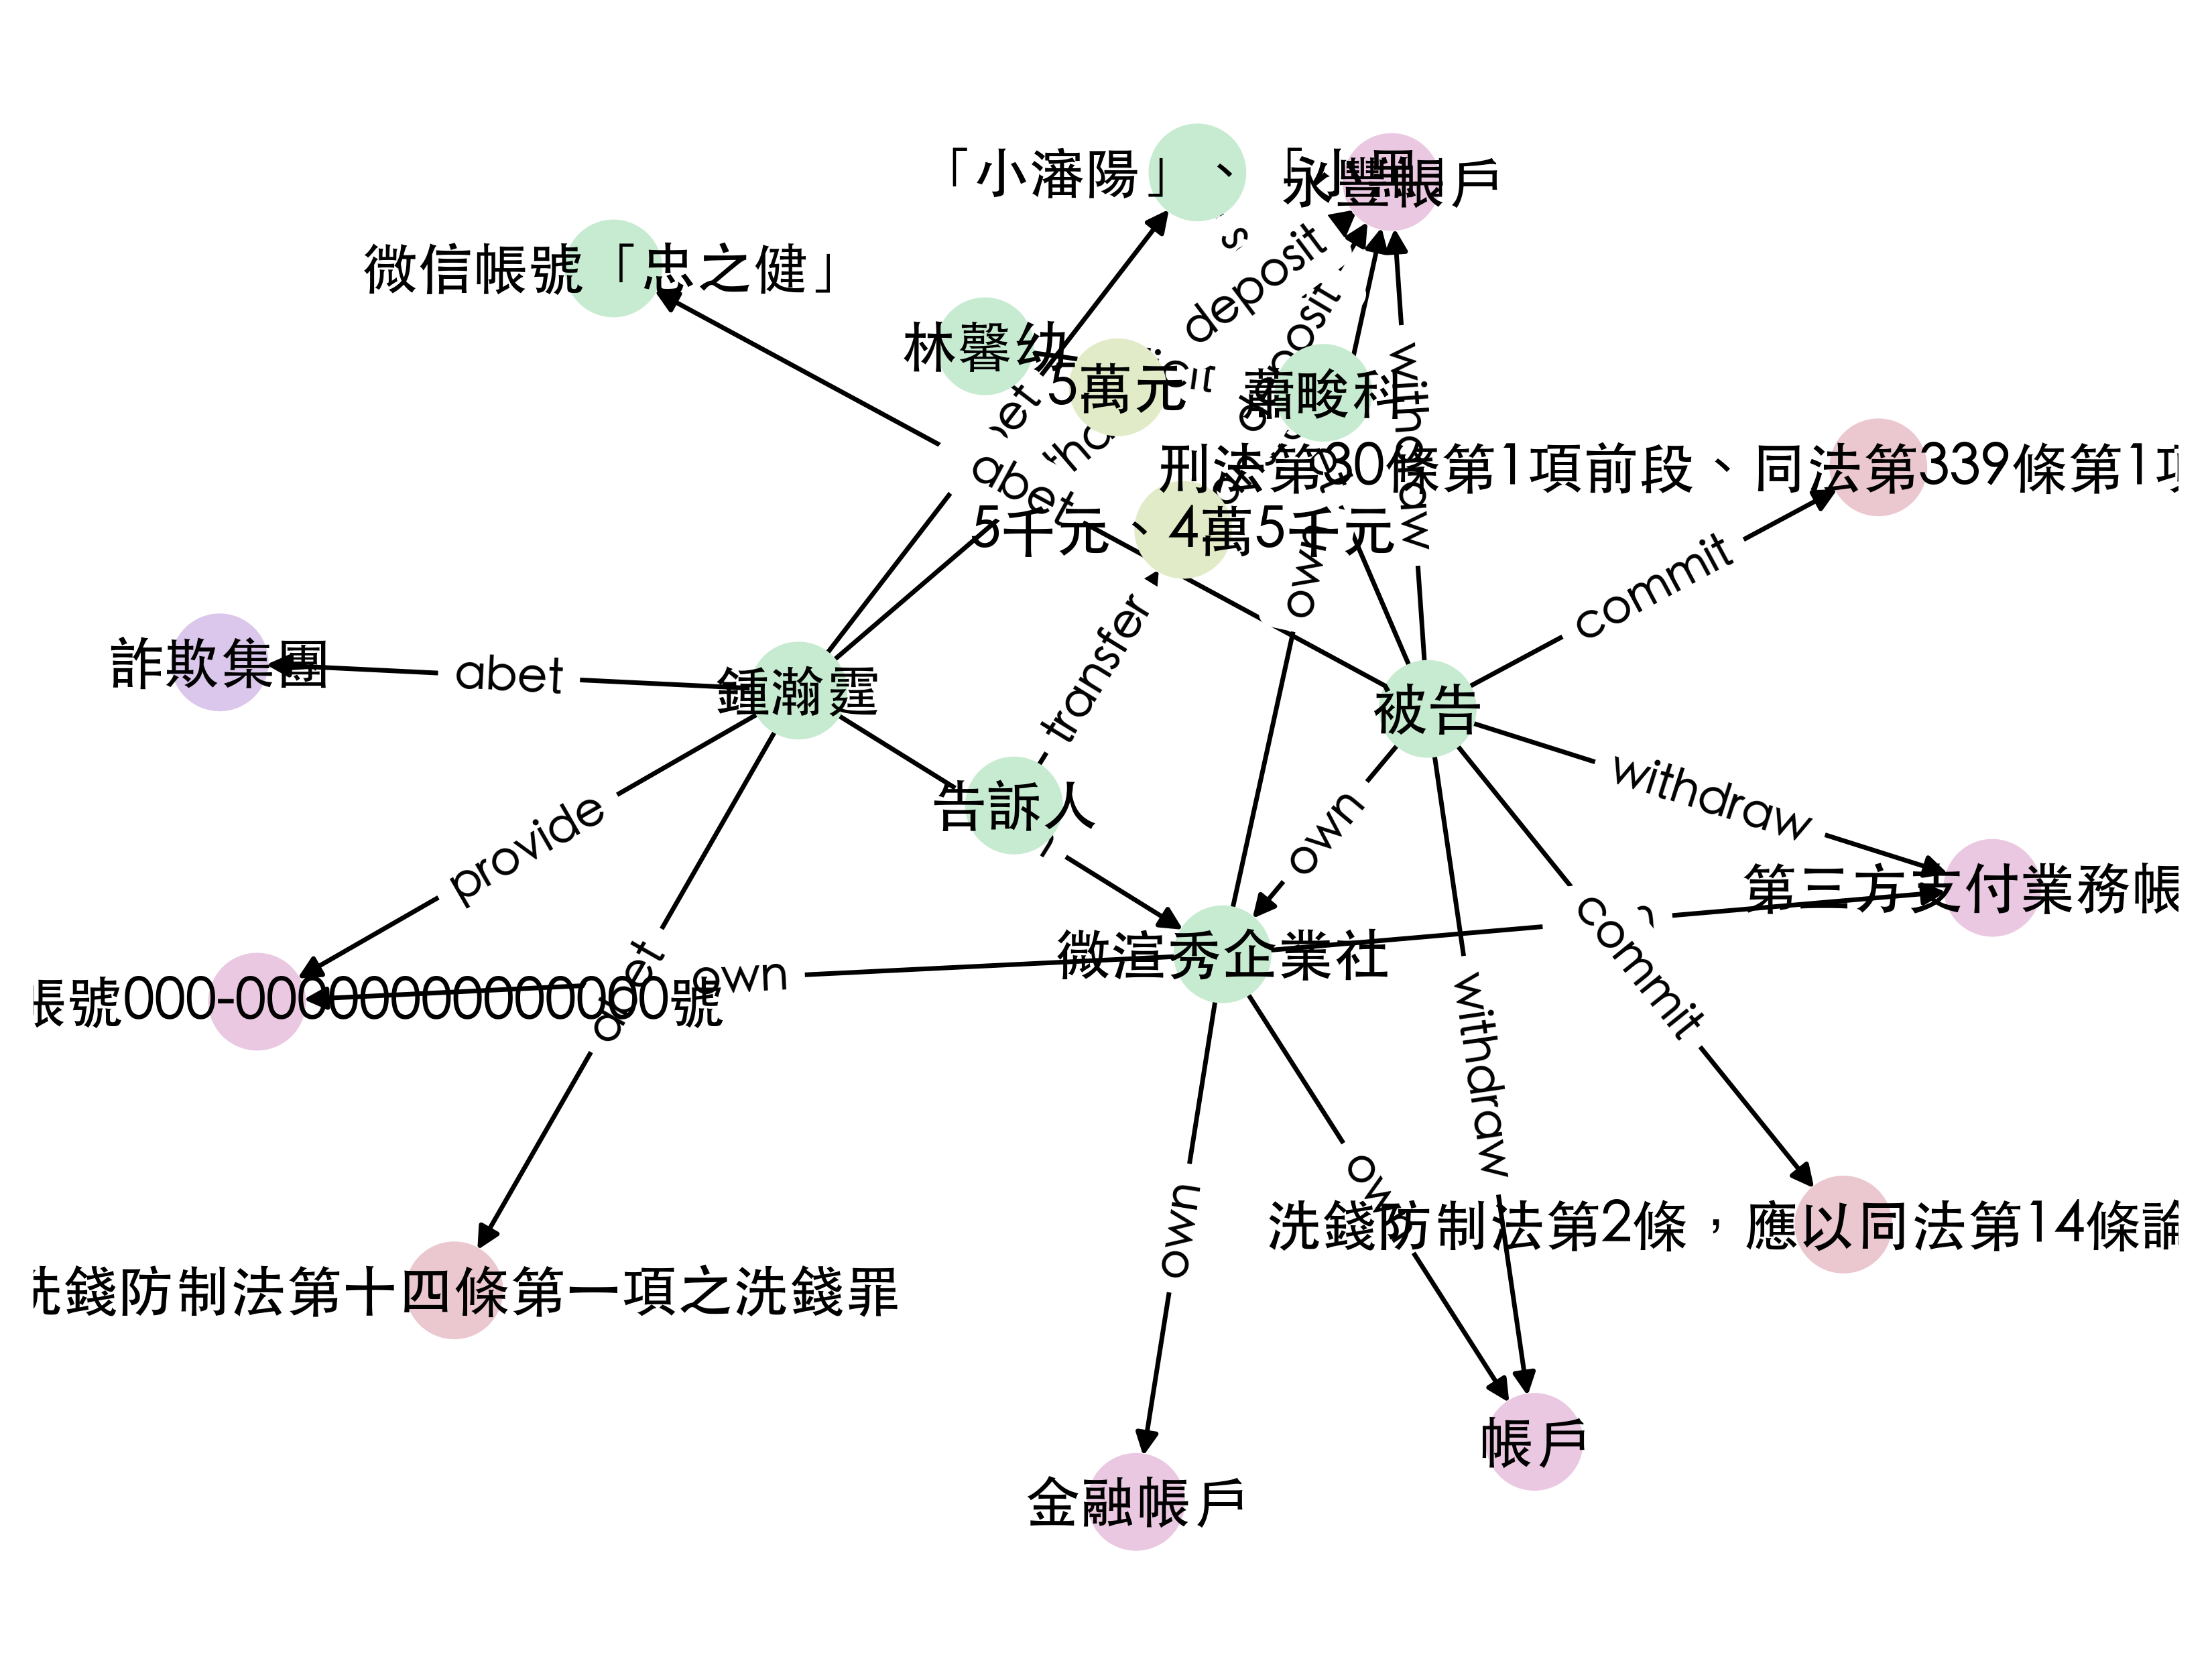 「小瀋陽」、「小黑
永豐帳戶
微信帳號「忠之健」
deposit
林馨幼
5萬元
deposit
蕭畯科
withdraw
abet
abet
刑法第30條第1項前段、同法第339條第1項
5千元、4萬5千元
own
commit
詐欺集團
abet
鍾瀚霆
transfer
被告
告訴人
withdraw
own
provide
第三方支付業務帳
commit
微渲秀企業社
own
帳號000-00000000000000號
abet
withdraw
own
own
洗錢防制法第2條，應以同法第14條論
洗錢防制法第十四條第一項之洗錢罪
帳戶
金融帳戶